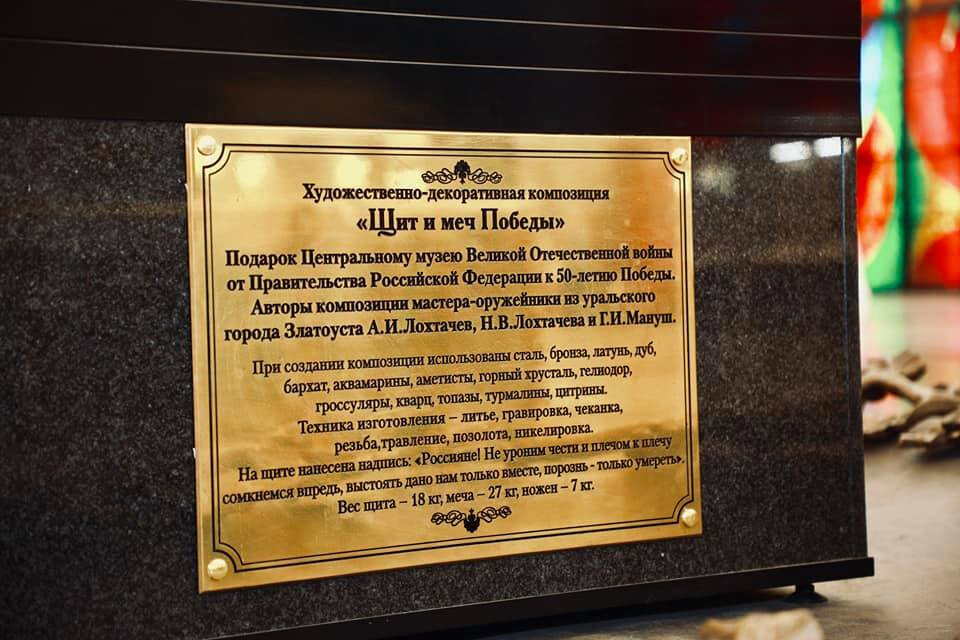 Художественно-декоративная композиция
«Щит и меч Победы»
Подарок Центральному музею Великой Отечественной войны
от Правительства Российской Федерации к 50-летию Победы.
Авторы композиции мастера-оружейники из уральского
города Златоуста А.И.Лохтачев, Н.В.Лохтачева и Г.И.Мануш.
При создании композиции использованы сталь, бронза, латунь, дуб,
бархат, аквамарины, аметисты, горный хрусталь, гелиодор,
гроссуляры, кварц, топазы, турмалины, цитрины.
Техника изготовления – литье, гравировка, чеканка,
резьба,травление, позолота, никелировка.
На щите нанесена надпись: «Россияне! Не уроним чести и плечом к плечу
сомкнемся впредь, выстоять дано нам только вместе, порознь - только умереть».
Вес щита – 18 кг, меча – 27 кг, ножен – 7 кг.